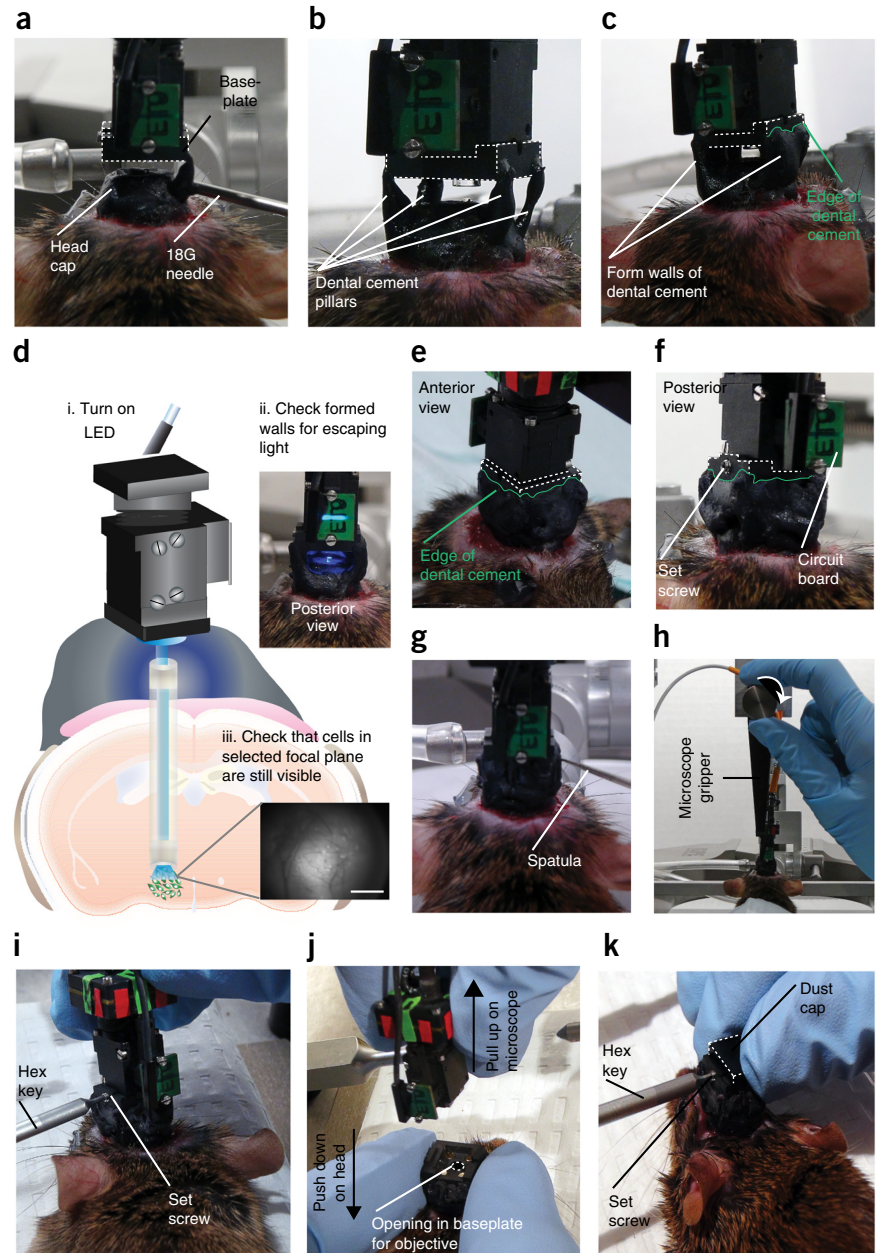 a
Base-
plate
Head
cap
18G
needle
b
Dental cement
pillars
c
Edge of
dental
cement
Form walls of
dental cement
d
i. Turn on
LED
ii. Check formed
walls for escaping
light
Posterior
view
iii. Check that cells in
selected focal plane
are still visible
e
Anterior
view
Edge of
dental cement
f
Posterior
view
Set
screw
Circuit
board
g
Spatula
h
Microscope
gripper
i
Hex
key
Set
screw
j
Pull up on
microscope
Push down
on head
Opening in baseplate
for objective
k
Dust
cap
Hex
key
Set
screw